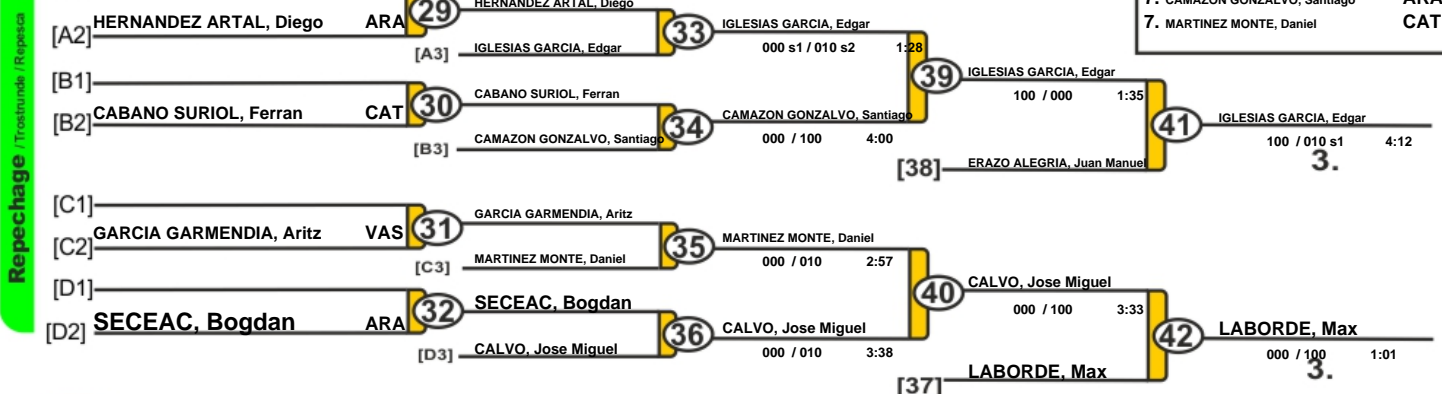 HERNANDEZ ARTAL, Diego
7. CAMAZON GONZALVO, Santiago ARA
[A2] HERNANDEZ ARTAL, Diego ARA 29
7. MARTINEZ MONTE, Daniel CAT
33 IGLESIAS GARCIA, Edgar
[A3] IGLESIAS GARCIA, Edgar
000 s1 / 010 s2 1:28
[B1]
39 IGLESIAS GARCIA, Edgar
100 / 000 1:35
[B2] CABANO SURIOL, Ferran CAT 30 CABANO SURIOL, Ferran
34 CAMAZON GONZALVO, Santiago
[B3] CAMAZON GONZALVO, Santiago
000 / 100 4:00
41 IGLESIAS GARCIA, Edgar
100 / 010 s1 4:12
3.
[38] ERAZO ALEGRIA, Juan Manuel
Repechage / Trostrunde / Repesca
[C1]
[C2] GARCIA GARMENDIA, Aritz VAS 31 GARCIA GARMENDIA, Aritz
35 MARTINEZ MONTE, Daniel
[C3] MARTINEZ MONTE, Daniel
000 / 010 2:57
[D1]
40 CALVO, Jose Miguel
000 / 100 3:33
[D2] SECEAC, Bogdan ARA 32 SECEAC, Bogdan
36 CALVO, Jose Miguel
[D3] CALVO, Jose Miguel
000 / 010 3:38
42 LABORDE, Max
000 / 100 1:01
3.
[37] LABORDE, Max